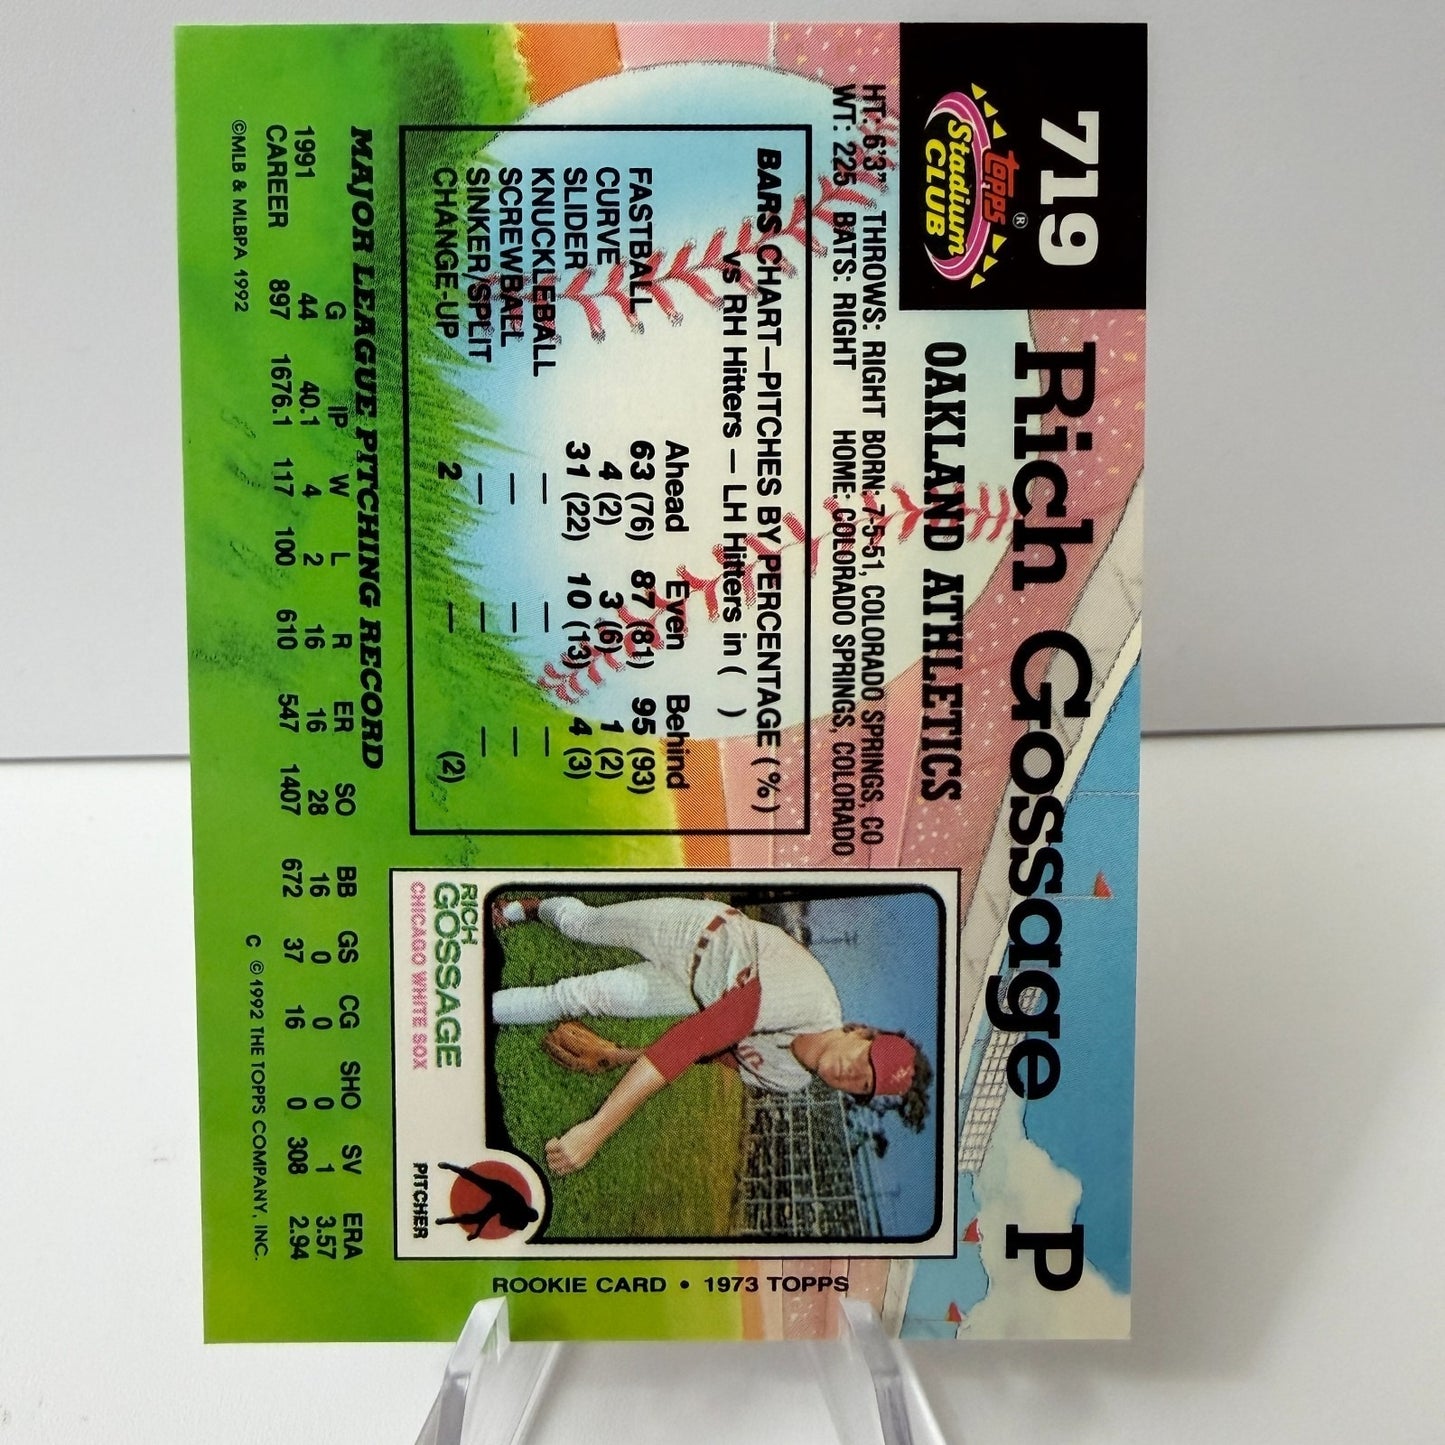 719
Topps®
Stadium
CLUB
Rich Gossage P
OAKLAND ATHLETICS
HT: 6'3" THROWS: RIGHT BORN: 7-5-51, COLORADO SPRINGS, CO
WT: 225 BATS: RIGHT HOME: COLORADO SPRINGS, COLORADO
BARS CHART—PITCHES BY PERCENTAGE (%)
vs RH Hitters — LH Hitters in ( )
Ahead Even Behind
FASTBALL 63 (76) 87 (81) 95 (93)
CURVE 4 (2) 3 (6) 1 (2)
SLIDER 31 (22) 10 (13) 4 (3)
KNUCKLEBALL — — —
SCREWBALL — — —
SINKER/SPLIT — — —
CHANGE-UP 2 — (2)
RICH
GOSSAGE
CHICAGO WHITE SOX
PITCHER
ROOKIE CARD • 1973 TOPPS
MAJOR LEAGUE PITCHING RECORD
G IP W L R ER SO BB GS CG SHO SV ERA
1991 44 40.1 4 2 16 16 28 16 0 0 0 1 3.57
CAREER 897 1676.1 117 100 610 547 1407 672 37 16 0 308 2.94
©MLB & MLBPA 1992 C ©1992 THE TOPPS COMPANY, INC.